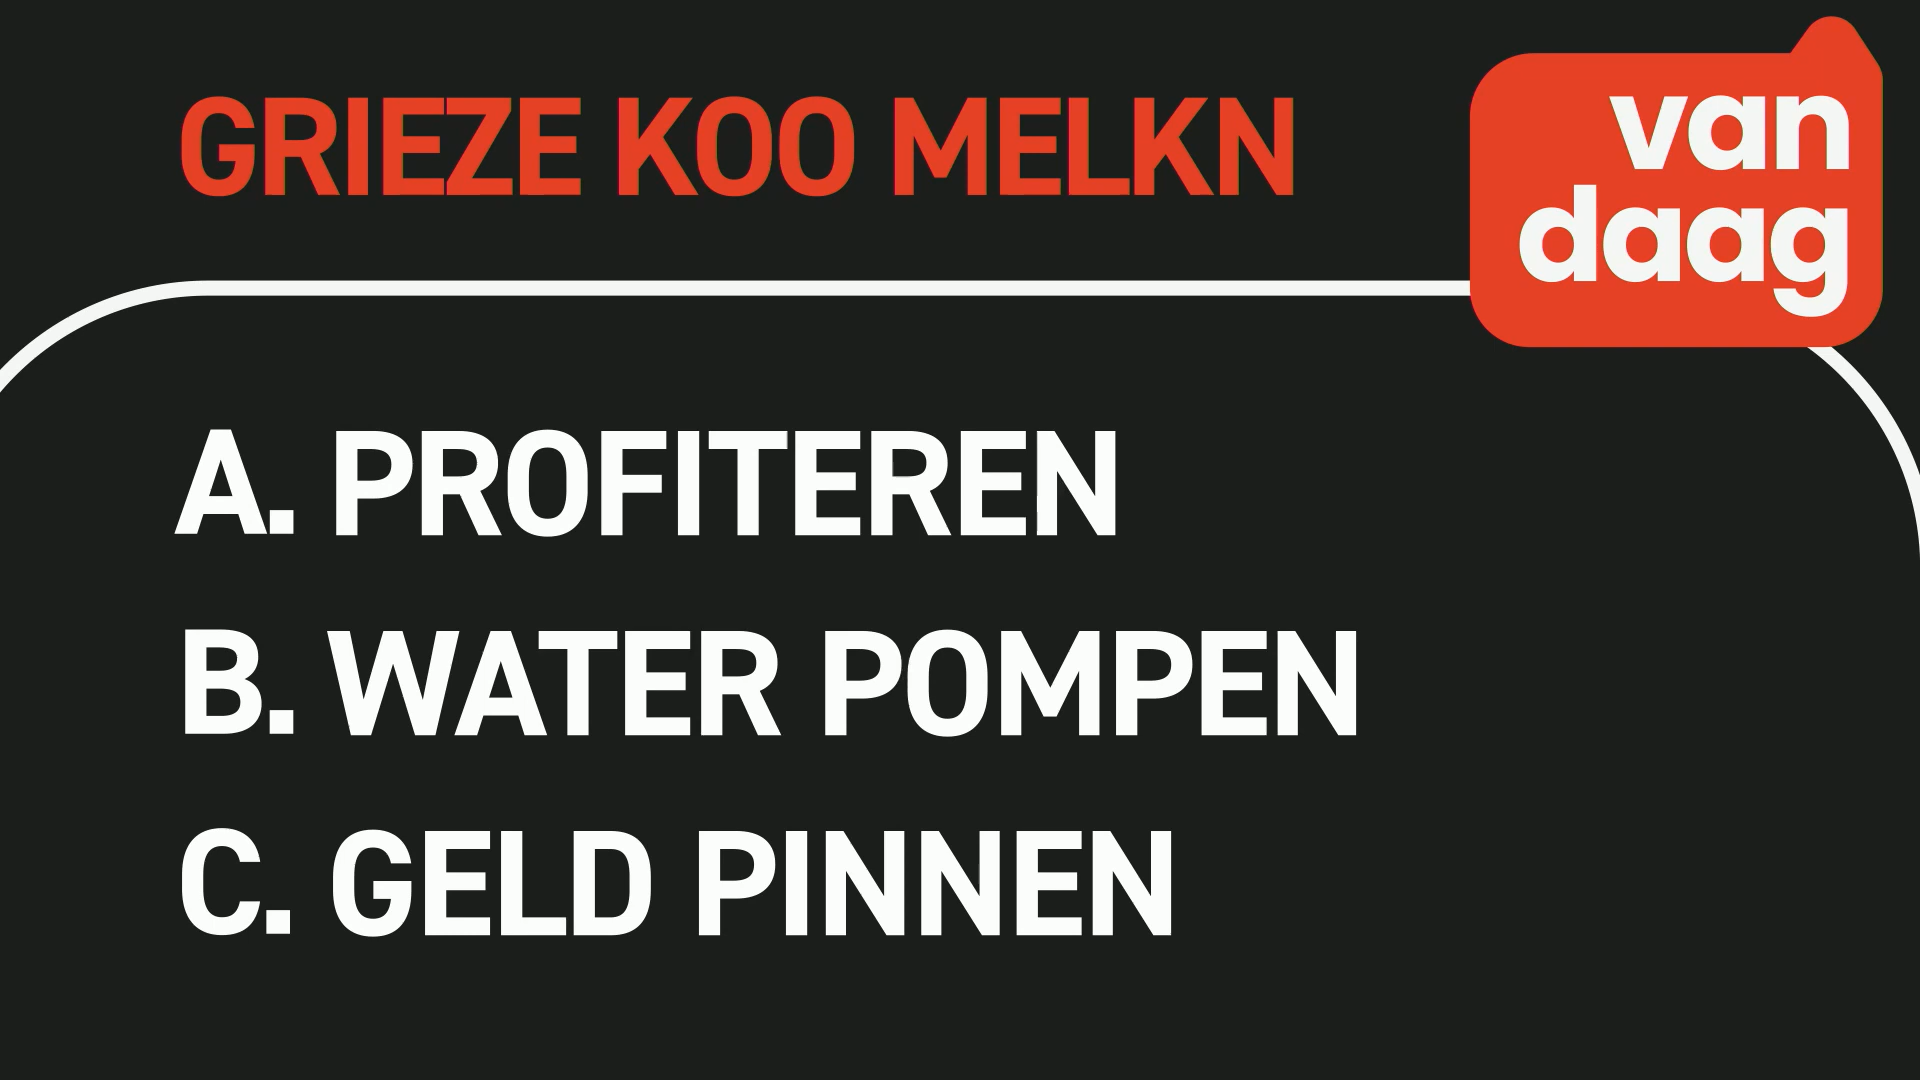 GRIEZE KOO MELKN
van
daag
A. PROFITEREN
B. WATER POMPEN
C. GELD PINNEN